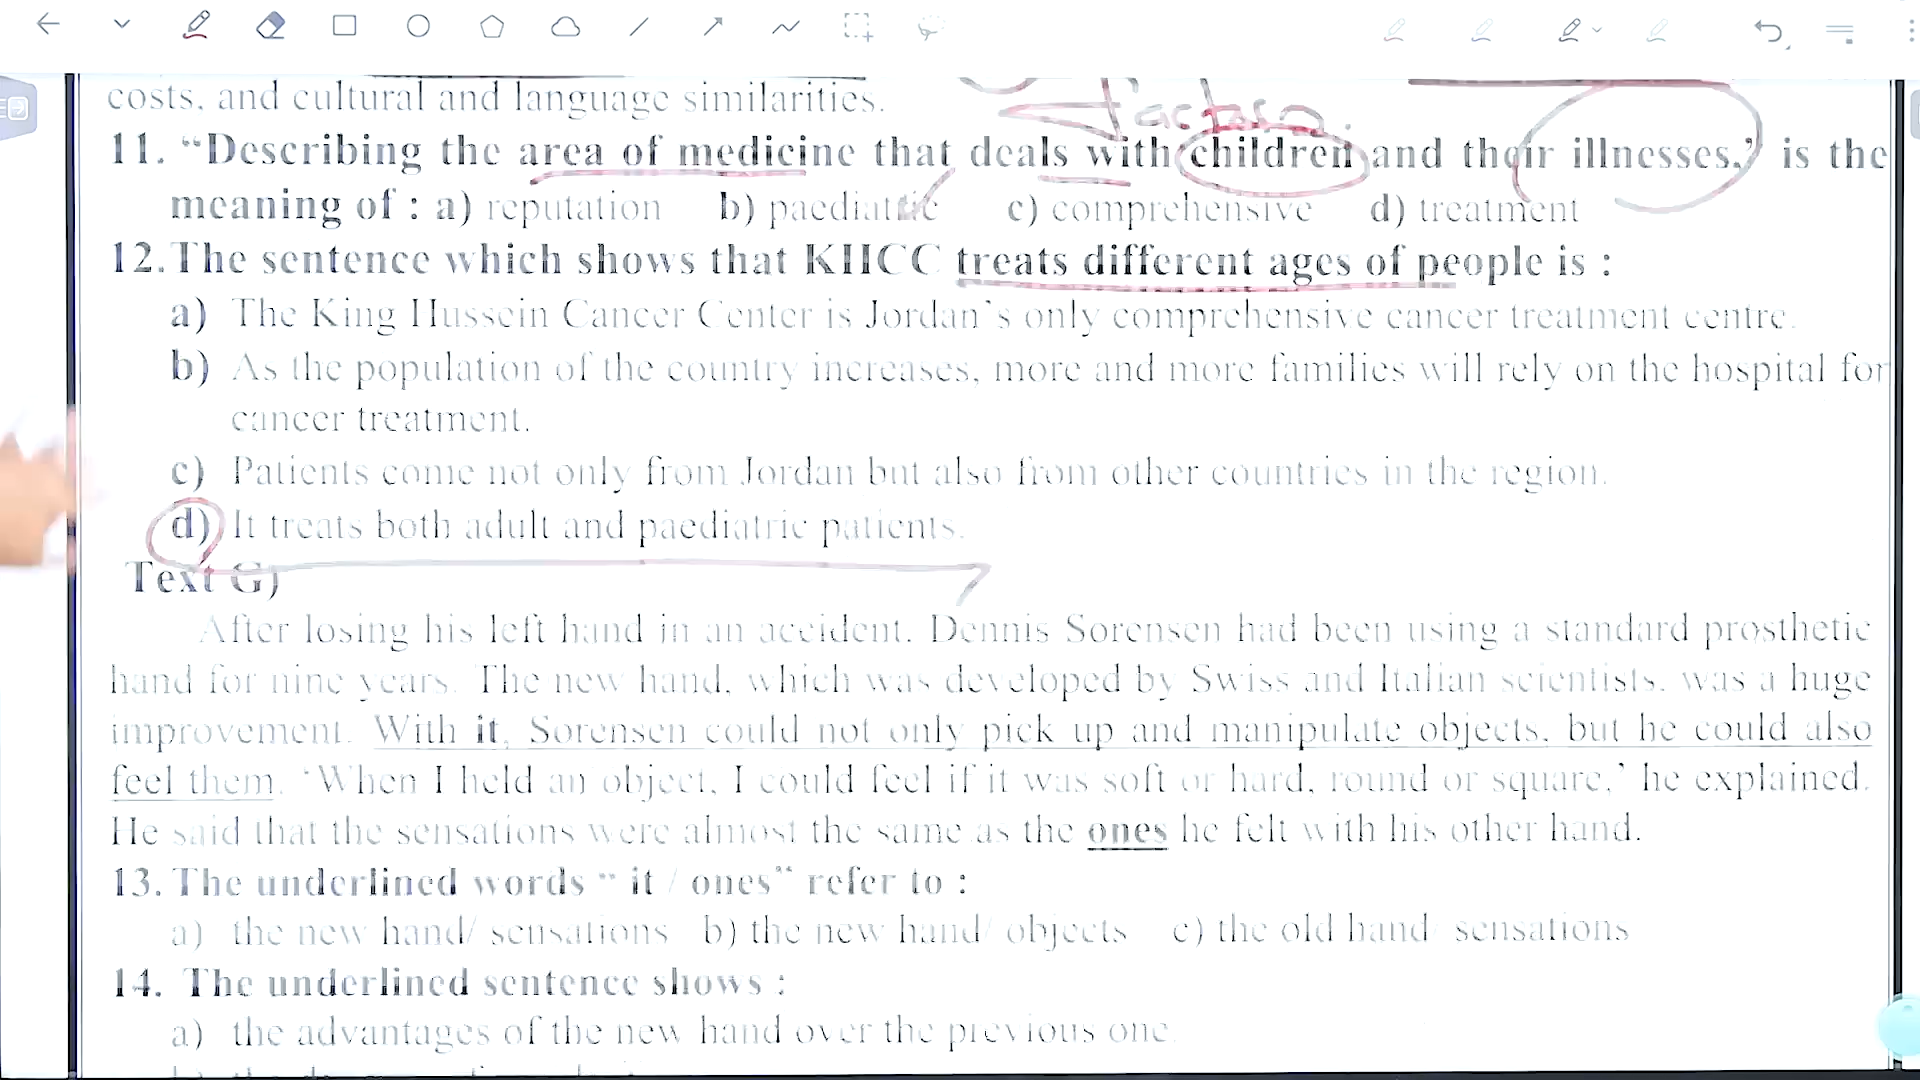 costs, and cultural and language similarities.
Factors.
11. “Describing the area of medicine that deals with children and their illnesses,’ is the
meaning of : a) reputation b) paediatric c) comprehensive d) treatment
12. The sentence which shows that KHCC treats different ages of people is :
a) The King Hussein Cancer Center is Jordan`s only comprehensive cancer treatment centre.
b) As the population of the country increases, more and more families will rely on the hospital for
cancer treatment.
c) Patients come not only from Jordan but also from other countries in the region.
d) It treats both adult and paediatric patients.
Text G)
After losing his left hand in an accident, Dennis Sorensen had been using a standard prosthetic
hand for nine years. The new hand, which was developed by Swiss and Italian scientists, was a huge
improvement. With it, Sorensen could not only pick up and manipulate objects, but he could also
feel them. ‘When I held an object, I could feel if it was soft or hard, round or square,’ he explained.
He said that the sensations were almost the same as the ones he felt with his other hand.
13. The underlined words “ it / ones“ refer to :
a) the new hand/ sensations b) the new hand/ objects c) the old hand/ sensations
14. The underlined sentence shows :
a) the advantages of the new hand over the previous one.